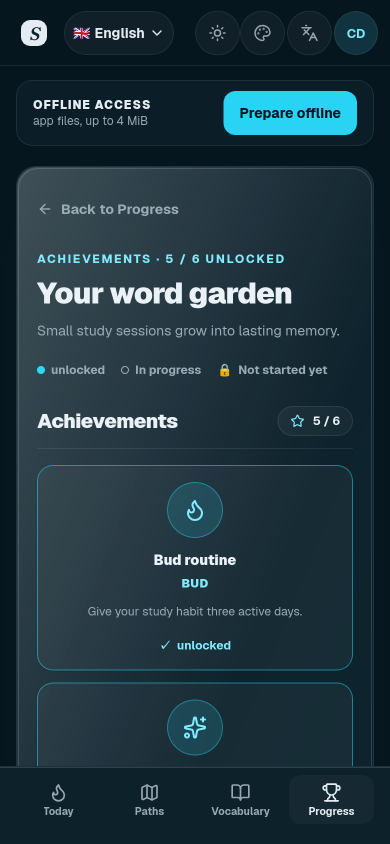 S
🇬🇧 English
CD
OFFLINE ACCESS
app files, up to 4 MiB
Prepare offline
← Back to Progress
ACHIEVEMENTS · 5 / 6 UNLOCKED
Your word garden
Small study sessions grow into lasting memory.
unlocked
In progress
🔒 Not started yet
Achievements
5 / 6
Bud routine
BUD
Give your study habit three active days.
✓ unlocked
Today
Paths
Vocabulary
Progress